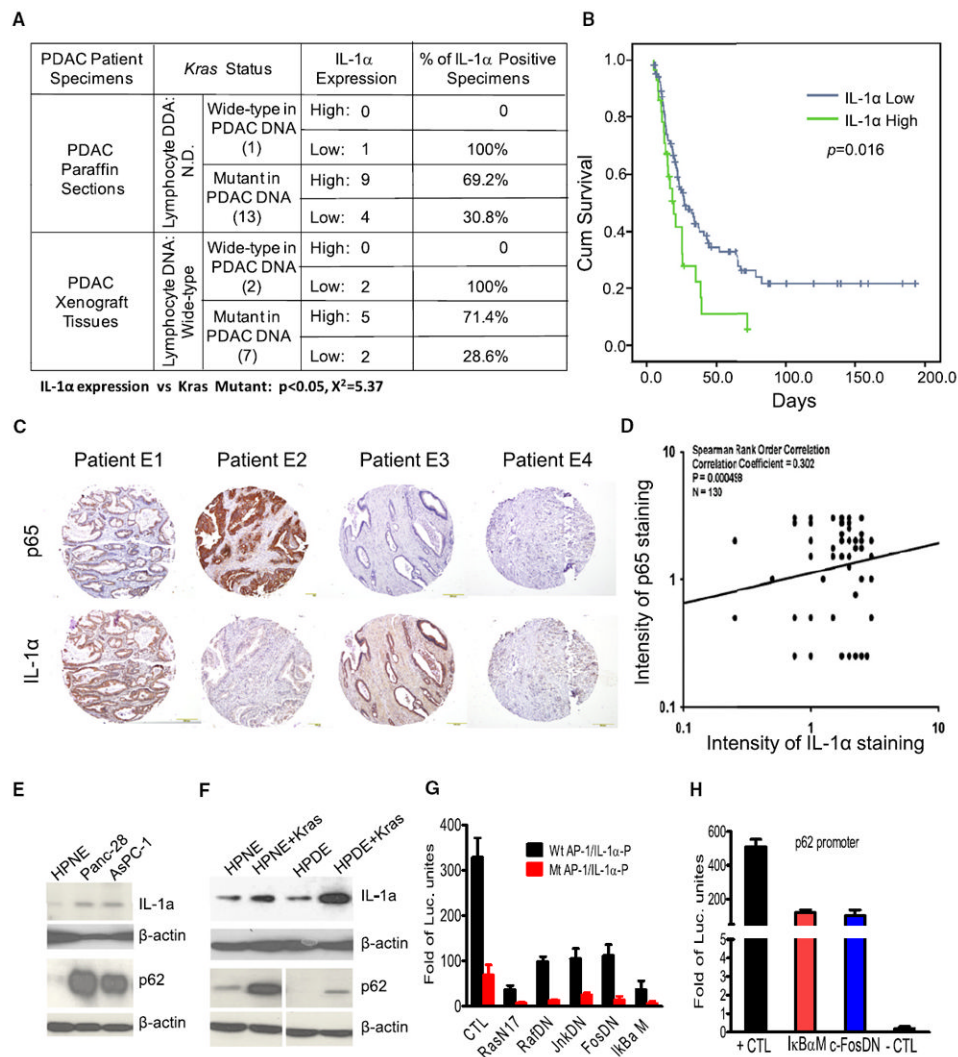 A
PDAC Patient Specimens
Kras Status
IL-1α Expression
% of IL-1α Positive Specimens
PDAC Paraffin Sections
Lymphocyte DDA: N.D.
Wide-type in PDAC DNA (1)
High: 0
0
Low: 1
100%
Mutant in PDAC DNA (13)
High: 9
69.2%
Low: 4
30.8%
PDAC Xenograft Tissues
Lymphocyte DNA: Wide-type
Wide-type in PDAC DNA (2)
High: 0
0
Low: 2
100%
Mutant in PDAC DNA (7)
High: 5
71.4%
Low: 2
28.6%
IL-1α expression vs Kras Mutant: p<0.05, X²=5.37
B
Cum Survival
1.0
0.8
0.6
0.4
0.2
0.0
IL-1α Low
IL-1α High
p=0.016
0.0 50.0 100.0 150.0 200.0
Days
C
Patient E1 Patient E2 Patient E3 Patient E4
p65
IL-1α
D
Spearman Rank Order Correlation
Correlation Coefficient = 0.302
P = 0.000498
N = 130
Intensity of p65 staining
10
1
0.1
0.1 1 10
Intensity of IL-1α staining
E
HPNE Panc-28 AsPC-1
IL-1a
β-actin
p62
β-actin
F
HPNE HPNE+Kras HPDE HPDE+Kras
IL-1a
β-actin
p62
β-actin
G
Fold of Luc. unites
400
300
200
100
0
Wt AP-1/IL-1α-P
Mt AP-1/IL-1α-P
CTL RasN17 RafDN JnkDN FosDN IkBa M
H
p62 promoter
Fold of Luc. unites
600
400
200
5
4
3
2
1
0
+ CTL IκBαM c-FosDN - CTL